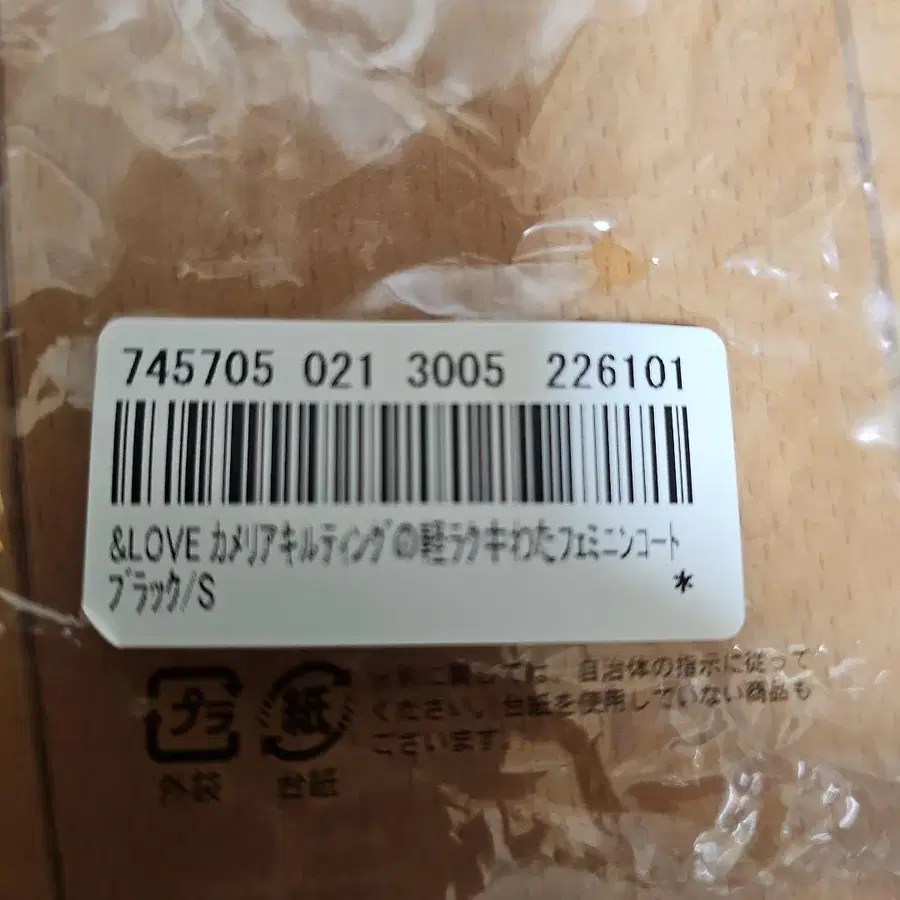 745705 021 3005 226101
&LOVE カメリアキルティングの軽ラクキわたフェミニンコート
ブラック/S *
プラ 紙 自治体の指示に従って
ください。台紙を使用していない商品も
ございます。
外袋 台紙